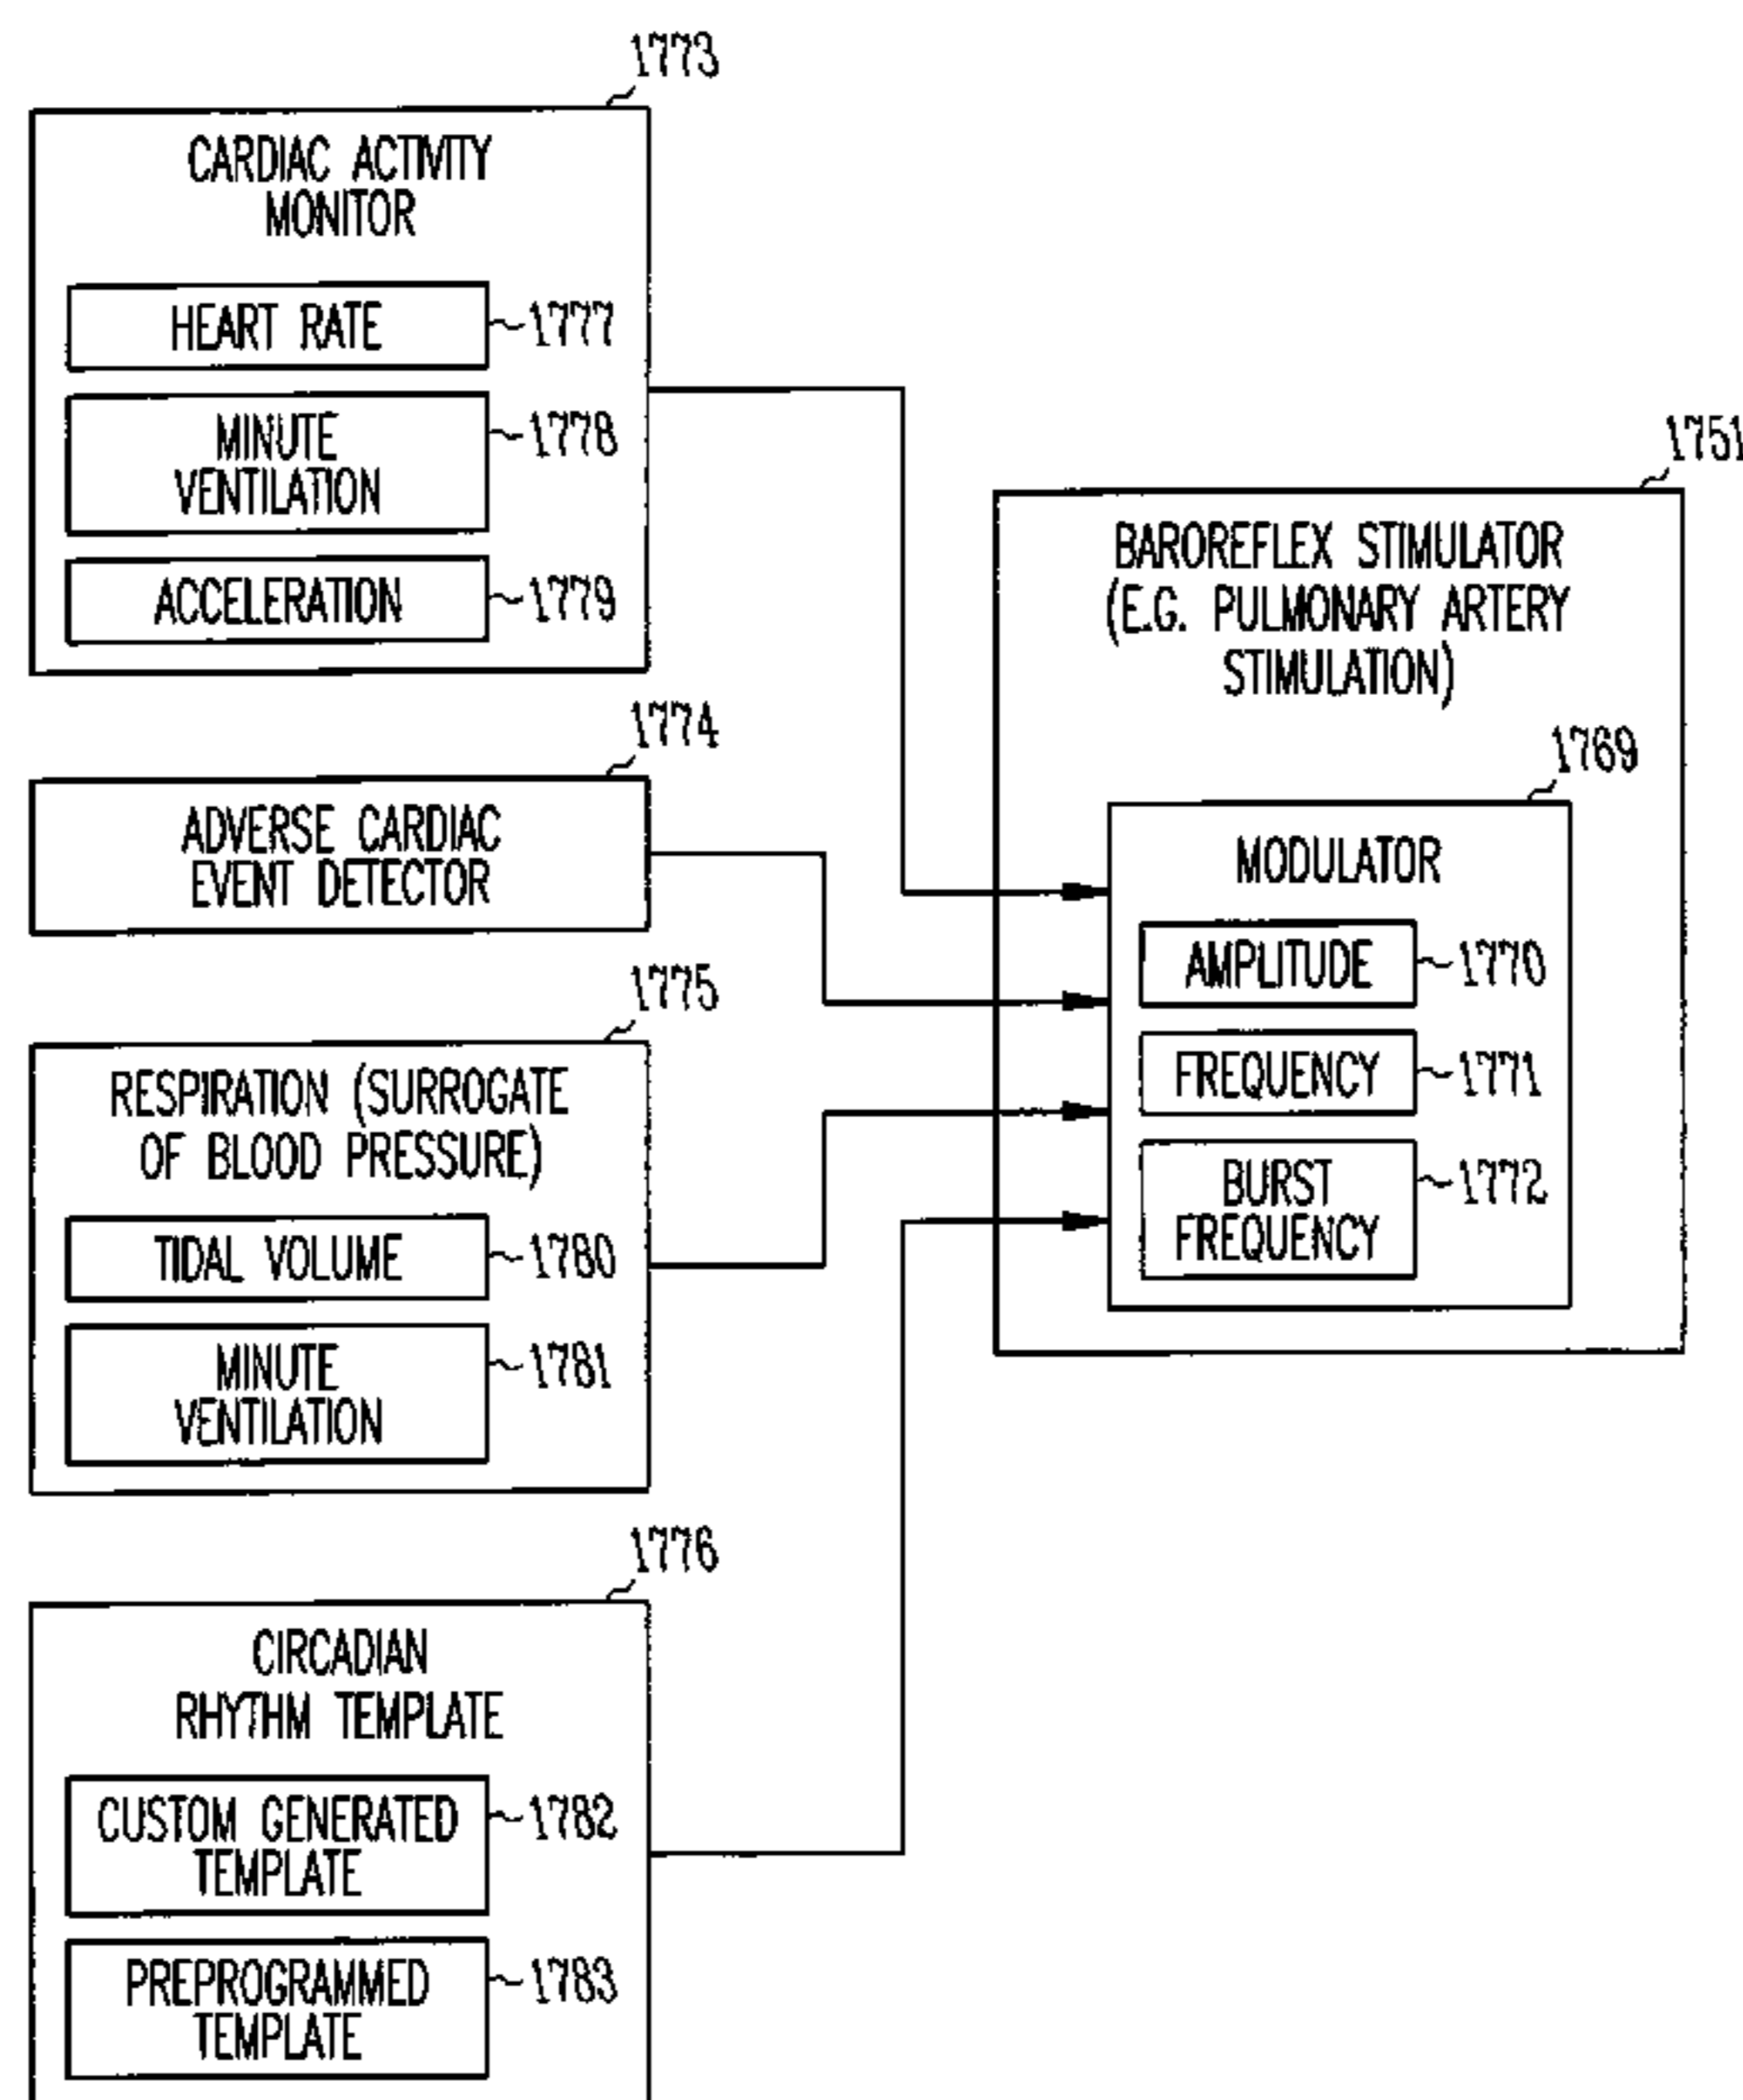 1773
CARDIAC ACTIVITY
MONITOR
HEART RATE
1777
MINUTE
VENTILATION
1778
ACCELERATION
1779
1774
ADVERSE CARDIAC
EVENT DETECTOR
1775
RESPIRATION (SURROGATE
OF BLOOD PRESSURE)
TIDAL VOLUME
1780
MINUTE
VENTILATION
1781
1776
CIRCADIAN
RHYTHM TEMPLATE
CUSTOM GENERATED
TEMPLATE
1782
PREPROGRAMMED
TEMPLATE
1783
1751
BAROREFLEX STIMULATOR
(E.G. PULMONARY ARTERY
STIMULATION)
1769
MODULATOR
AMPLITUDE
1770
FREQUENCY
1771
BURST
FREQUENCY
1772